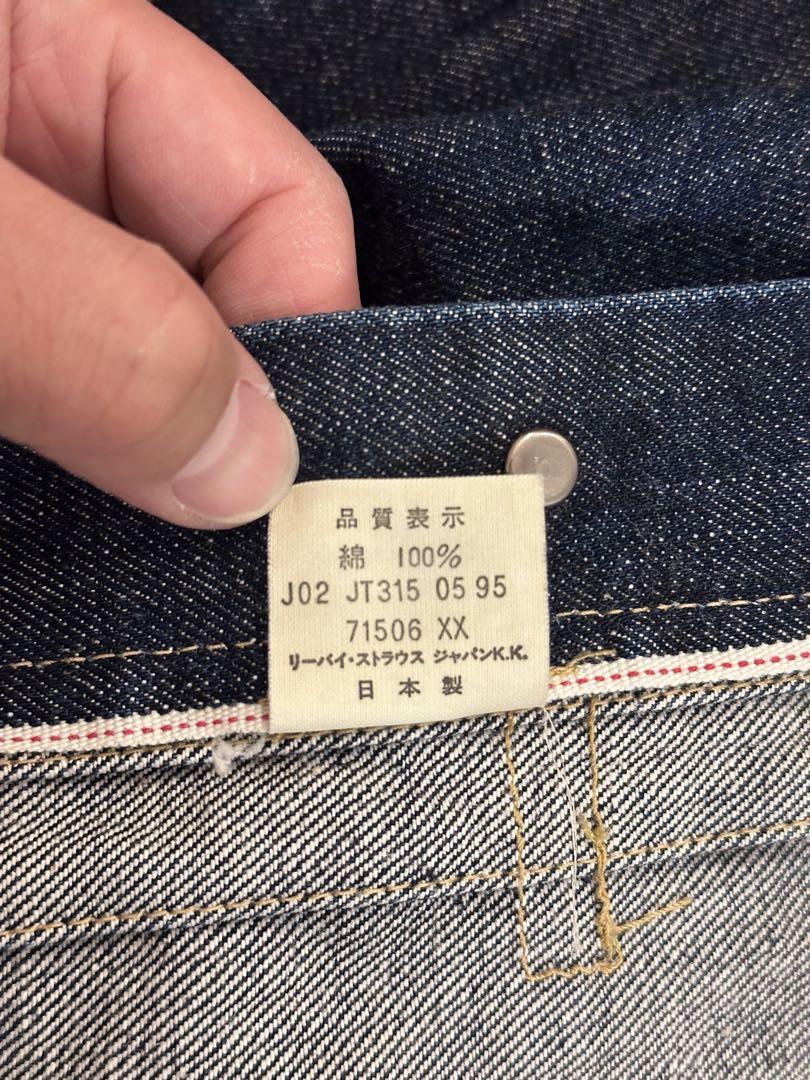 品質表示
綿 100%
J02 JT315 05 95
71506 XX
リーバイ・ストラウス ジャパンK.K.
日本製